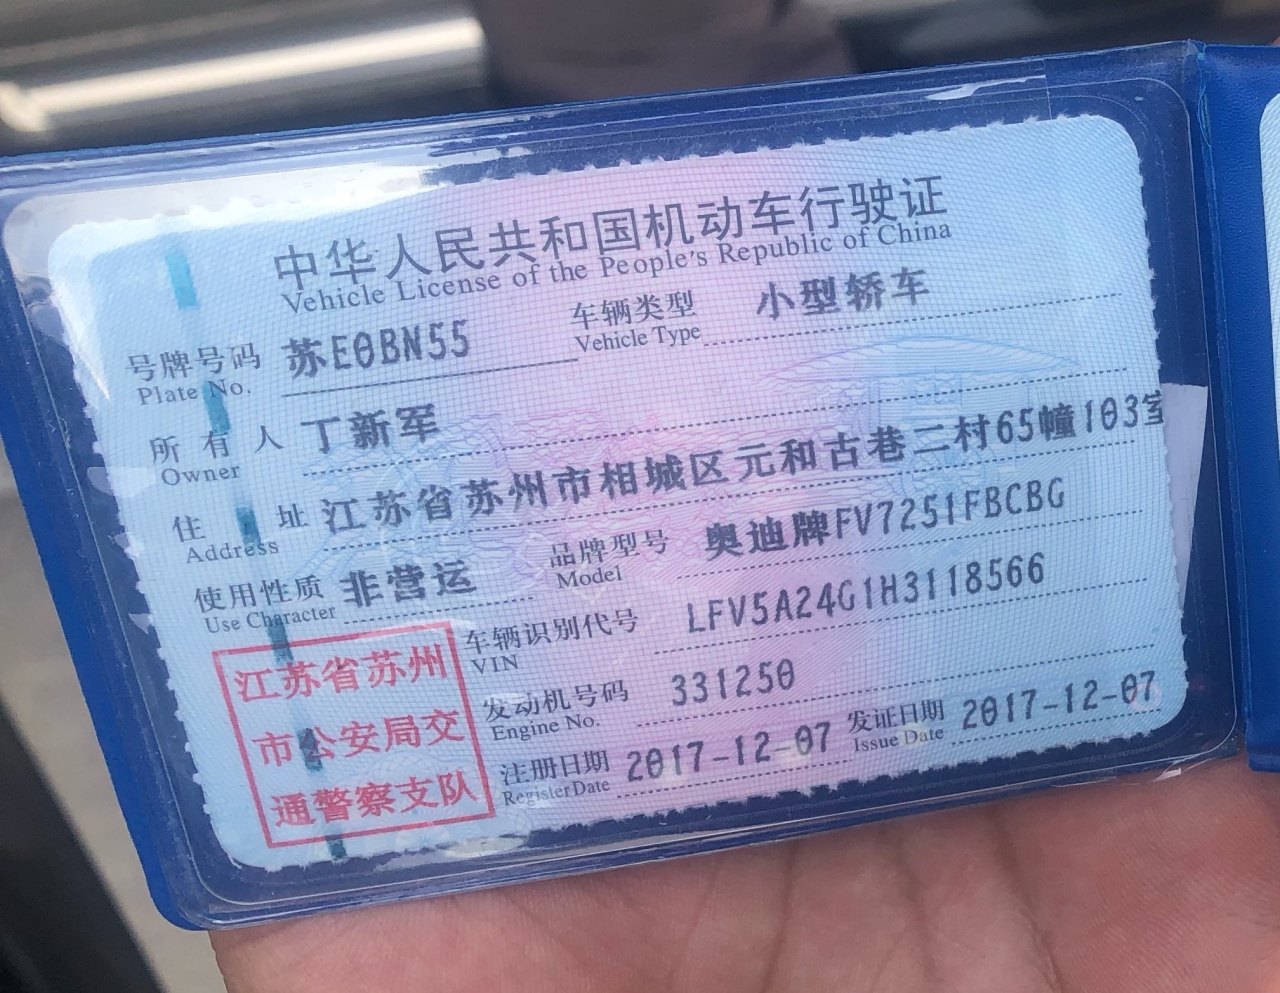 中华人民共和国机动车行驶证
Vehicle License of the People's Republic of China
号牌号码 苏E0BN55 车辆类型 小型轿车
Plate No. Vehicle Type
所有人 丁新军
Owner
住址 江苏省苏州市相城区元和古巷二村65幢103室
Address
使用性质 非营运 品牌型号 奥迪牌FV7251FBCBG
Use Character Model
车辆识别代号 LFV5A24G1H3118566
VIN
发动机号码 331250
Engine No.
注册日期 2017-12-07 发证日期 2017-12-07
Register Date Issue Date
江苏省苏州
市公安局交
通警察支队